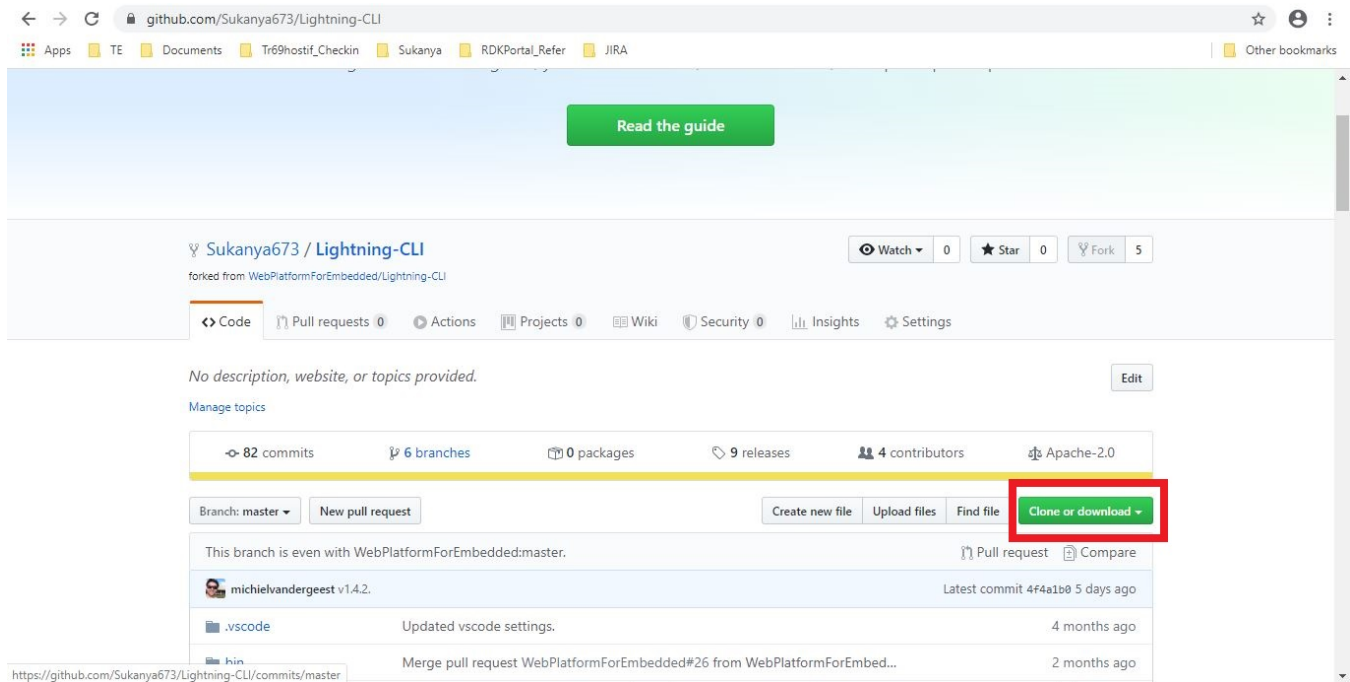 github.com/Sukanya673/Lightning-CLI
Apps TE Documents Tr69hostif_Checkin Sukanya RDKPortal_Refer JIRA Other bookmarks
Read the guide
Sukanya673 / Lightning-CLI Watch 0 Star 0 Fork 5
forked from WebPlatformForEmbedded/Lightning-CLI
Code Pull requests 0 Actions Projects 0 Wiki Security 0 Insights Settings
No description, website, or topics provided. Edit
Manage topics
82 commits 6 branches 0 packages 9 releases 4 contributors Apache-2.0
Branch: master New pull request Create new file Upload files Find file Clone or download
This branch is even with WebPlatformForEmbedded:master. Pull request Compare
michielvandergeest v1.4.2. Latest commit 4f4a1b0 5 days ago
.vscode Updated vscode settings. 4 months ago
bin Merge pull request WebPlatformForEmbedded#26 from WebPlatformForEmbed... 2 months ago
https://github.com/Sukanya673/Lightning-CLI/commits/master